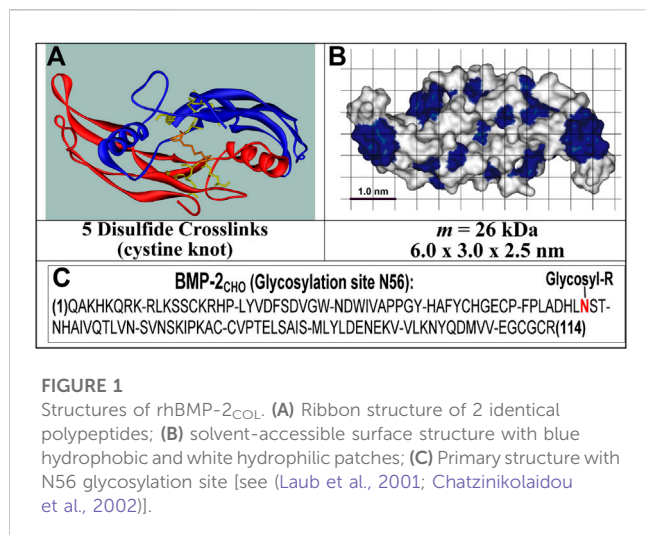 A
B
1.0 nm
5 Disulfide Crosslinks
(cystine knot)
m = 26 kDa
6.0 x 3.0 x 2.5 nm
C
BMP-2CHO (Glycosylation site N56):
Glycosyl-R
(1)QAKHKQRK-RLKSSCKRHP-LYVDFSDVGW-NDWIVAPPGY-HAFYCHGECP-FPLADHLNST-
NHAIVQTLVN-SVNSKIPKAC-CVPTELSAIS-MLYLDENEKV-VLKNYQDMVV-EGCGCR(114)
FIGURE 1
Structures of rhBMP-2COL. (A) Ribbon structure of 2 identical
polypeptides; (B) solvent-accessible surface structure with blue
hydrophobic and white hydrophilic patches; (C) Primary structure with
N56 glycosylation site [see (Laub et al., 2001; Chatzinikolaidou
et al., 2002)].